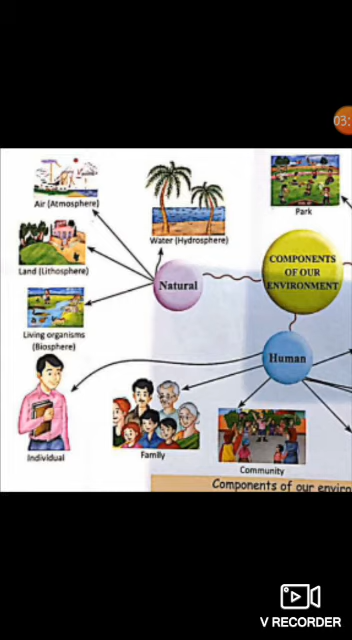 03:
Air (Atmosphere)
Water (Hydrosphere)
Park
Land (Lithosphere)
COMPONENTS
OF OUR
ENVIRONMENT
Natural
Living organisms
(Biosphere)
Human
Individual
Family
Community
Components of our enviro
V RECORDER